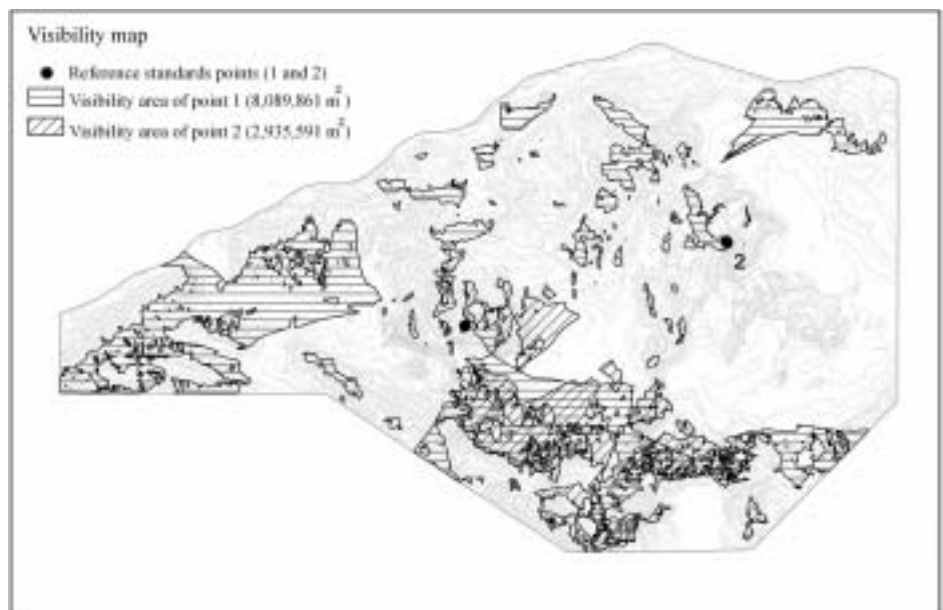 Visibility map
Reference standards points (1 and 2)
Visibility area of point 1 (8,089,861 m²)
Visibility area of point 2 (2,935,591 m²)
2